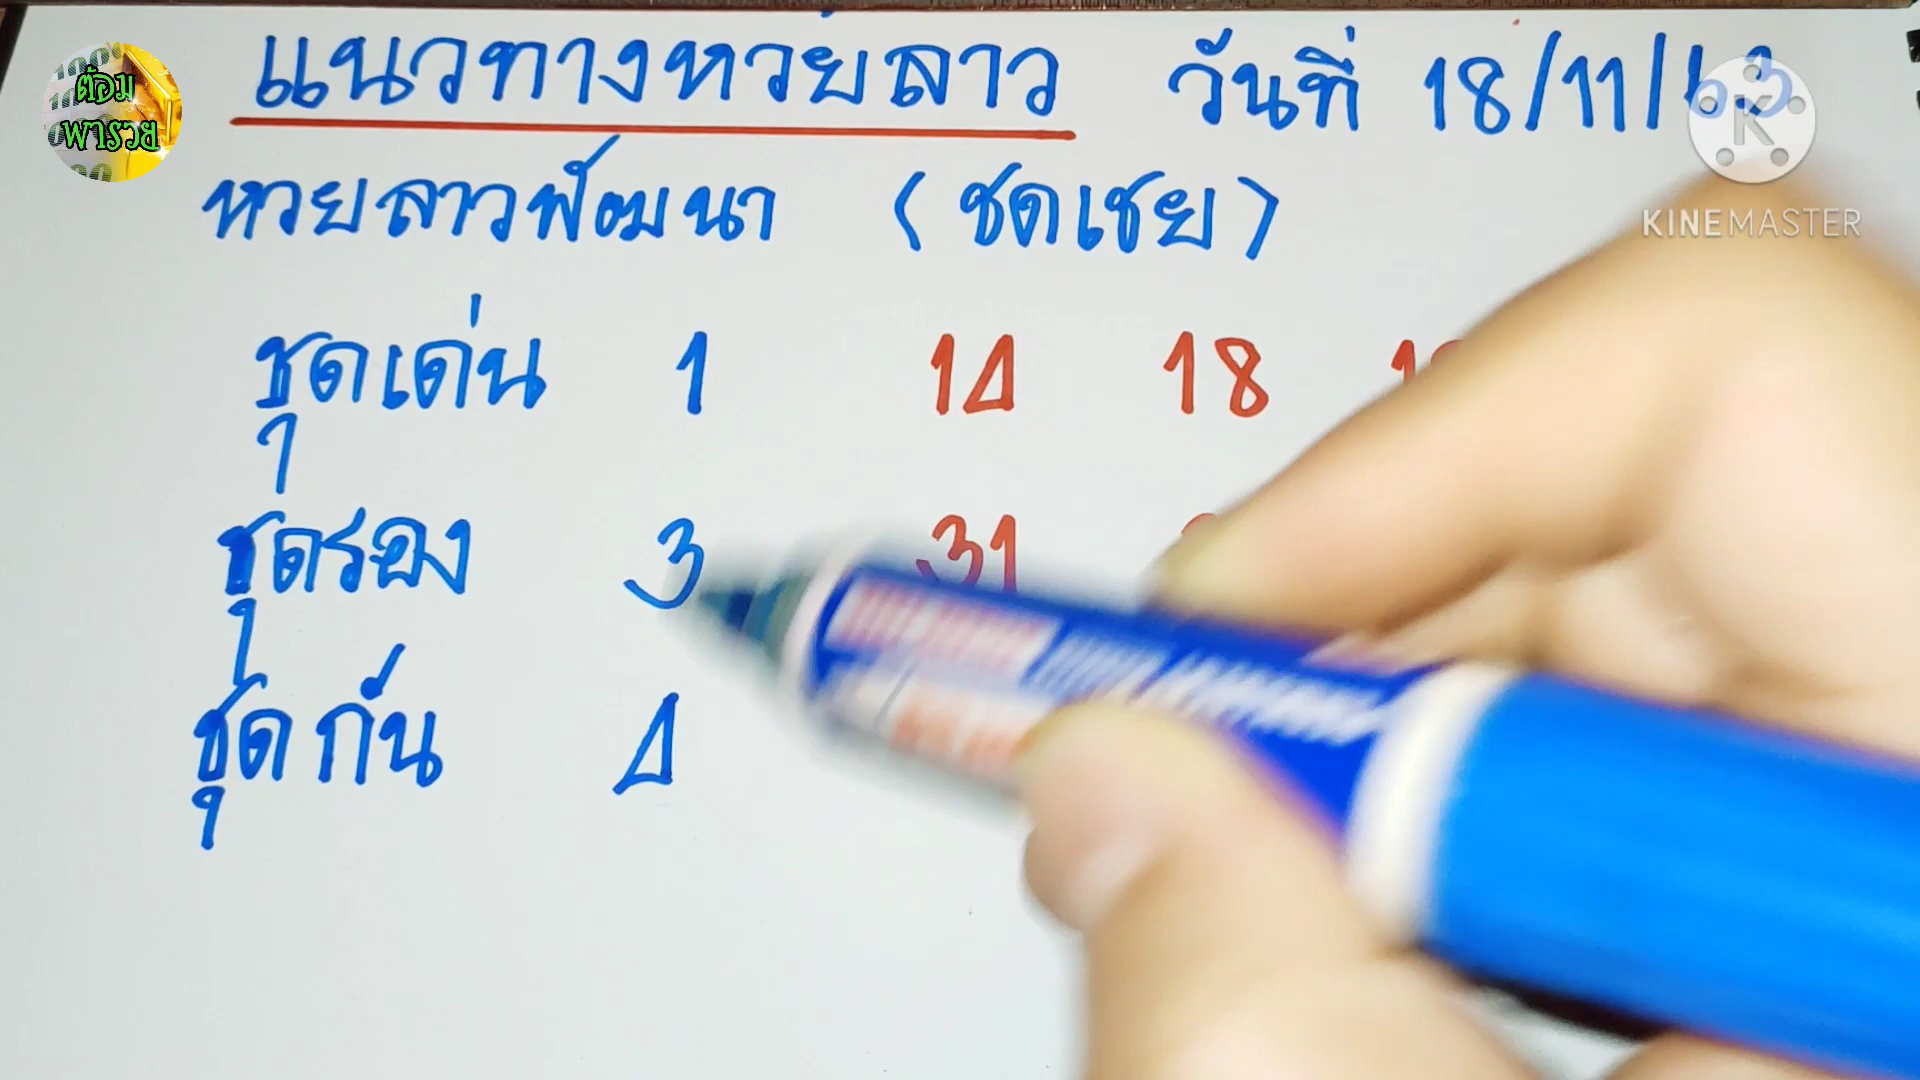 ต้อม
พารวย
แนวทางหวยลาว วันที่ 18/11/63
KINEMASTER
หวยลาวพัฒนา (ชดเชย)
ชุดเด่น 1 14 18
ชุดรอง 3 31
ชุดกัน 4